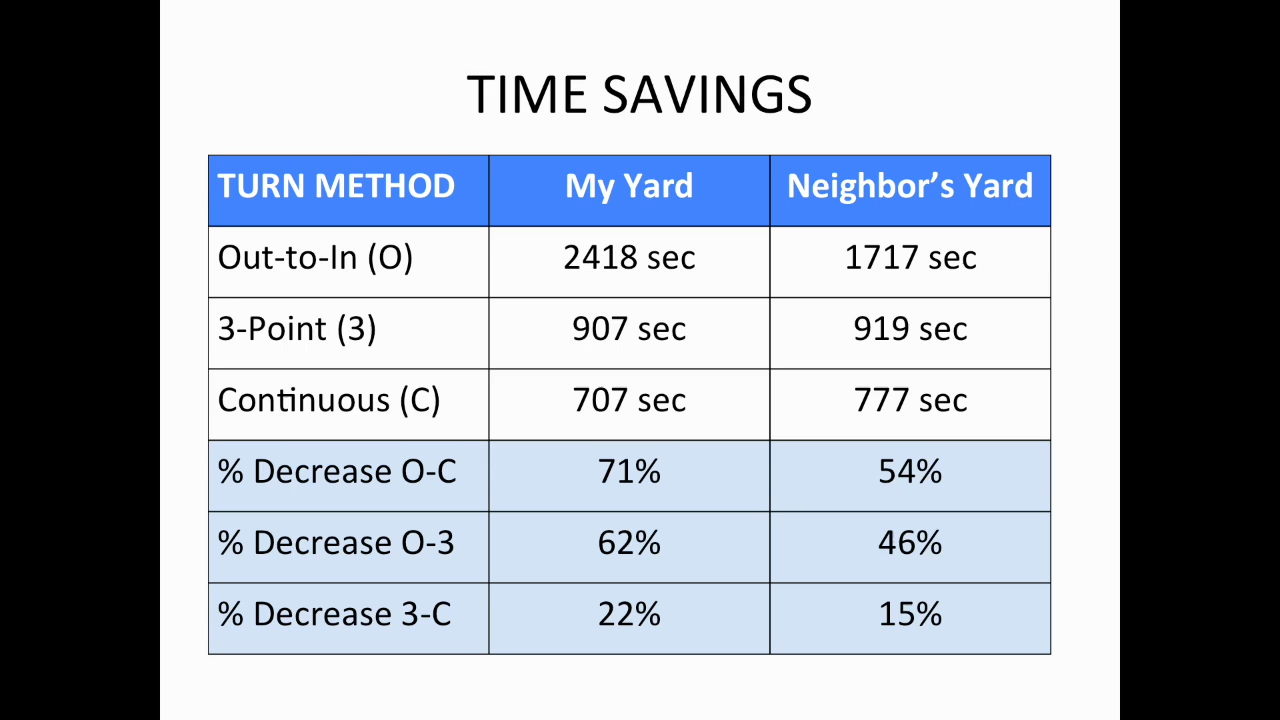 TIME SAVINGS
TURN METHOD My Yard Neighbor’s Yard
Out-to-In (O) 2418 sec 1717 sec
3-Point (3) 907 sec 919 sec
Continuous (C) 707 sec 777 sec
% Decrease O-C 71% 54%
% Decrease O-3 62% 46%
% Decrease 3-C 22% 15%